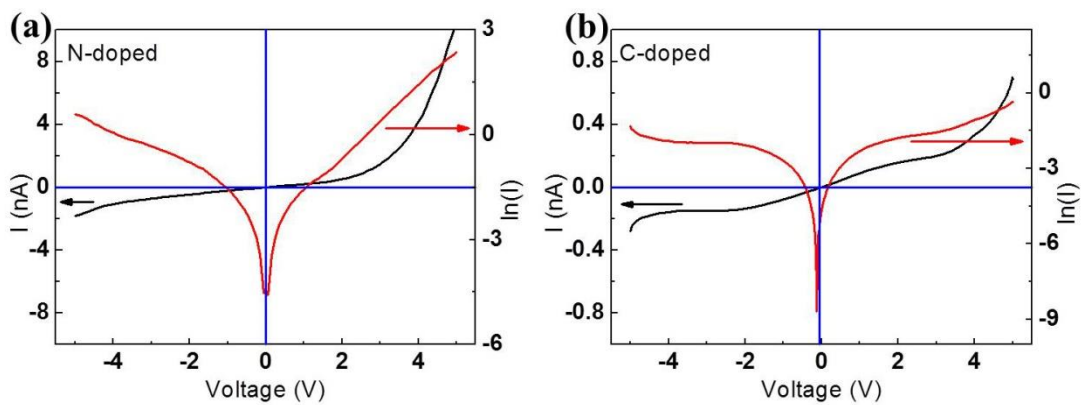 (a)
N-doped
I (nA)
8
4
0
-4
-8
3
0
-3
-6
ln(I)
-4 -2 0 2 4
Voltage (V)
(b)
C-doped
I (nA)
0.8
0.4
0.0
-0.4
-0.8
0
-3
-6
-9
ln(I)
-4 -2 0 2 4
Voltage (V)